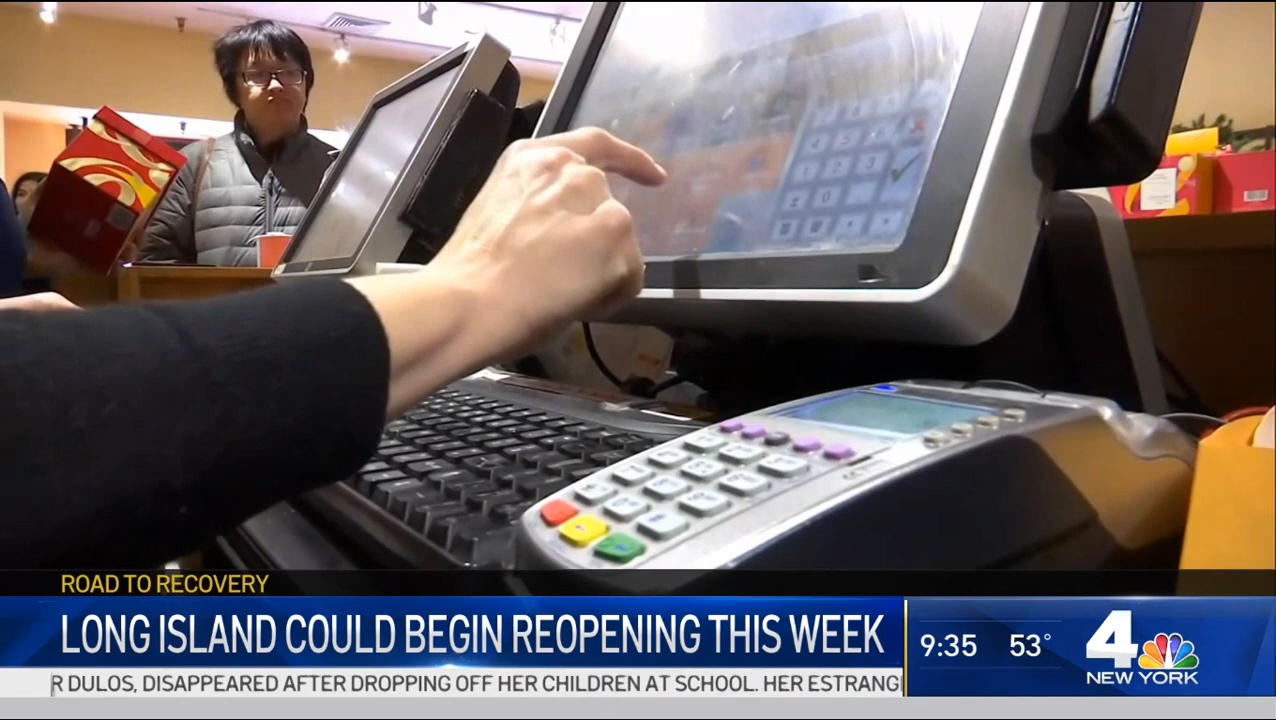 ROAD TO RECOVERY
LONG ISLAND COULD BEGIN REOPENING THIS WEEK
9:35 53°
4
NEW YORK
R DULOS, DISAPPEARED AFTER DROPPING OFF HER CHILDREN AT SCHOOL. HER ESTRANG